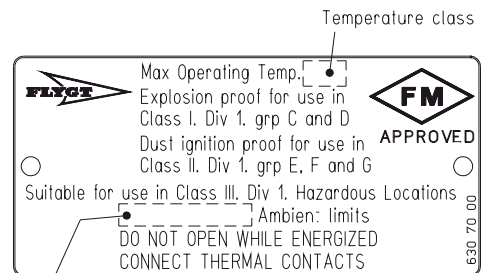 Temperature class
Max Operating Temp.
FLYGT
Explosion proof for use in
FM
Class I. Div 1. grp C and D
Dust ignition proof for use in
APPROVED
Class II. Div 1. grp E, F and G
Suitable for use in Class III. Div 1. Hazardous Locations
Ambien: limits
DO NOT OPEN WHILE ENERGIZED
CONNECT THERMAL CONTACTS
630 70 00